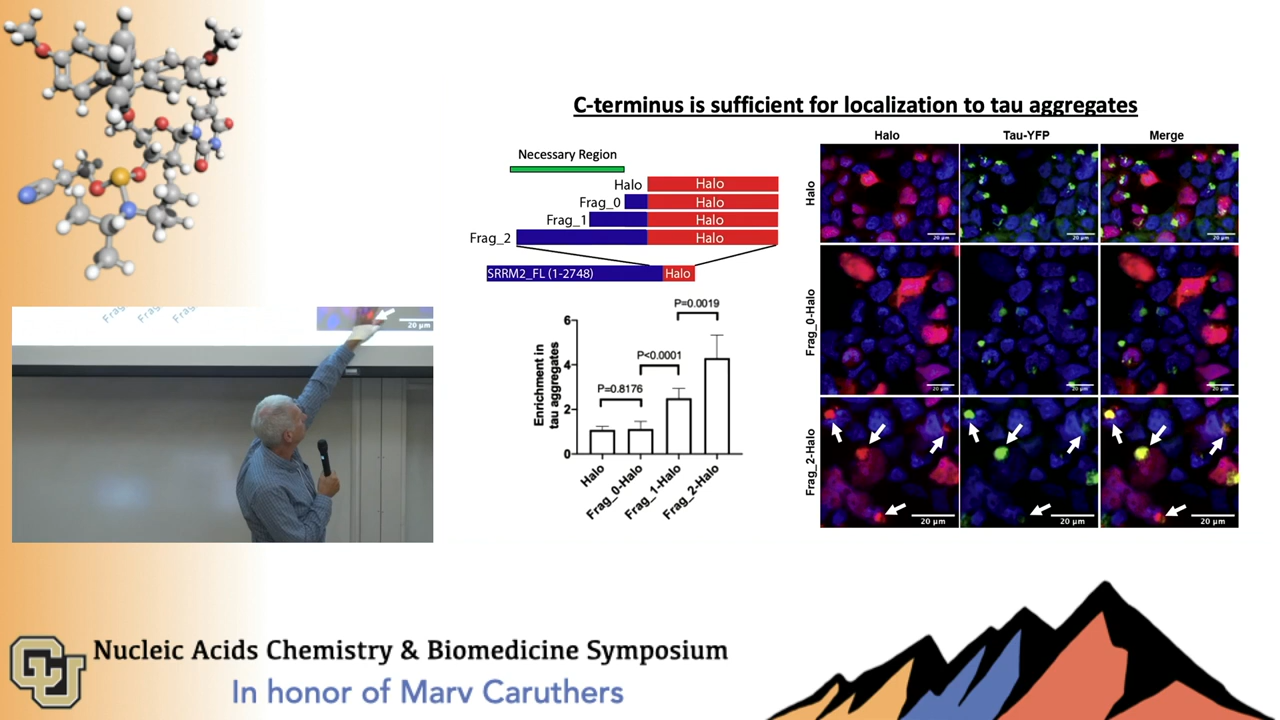 C-terminus is sufficient for localization to tau aggregates
Necessary Region
Halo Halo
Frag_0 Halo
Frag_1 Halo
Frag_2 Halo
SRRM2_FL (1-2748) Halo
Enrichment in
tau aggregates
6
4
2
0
P=0.8176
P<0.0001
P=0.0019
Halo
Frag_0-Halo
Frag_1-Halo
Frag_2-Halo
Halo Tau-YFP Merge
Halo
20 µm 20 µm 20 µm
Frag_0-Halo
20 µm 20 µm 20 µm
Frag_2-Halo
20 µm 20 µm 20 µm
Frag Frag Frag
20 µm
CU
Nucleic Acids Chemistry & Biomedicine Symposium
In honor of Marv Caruthers